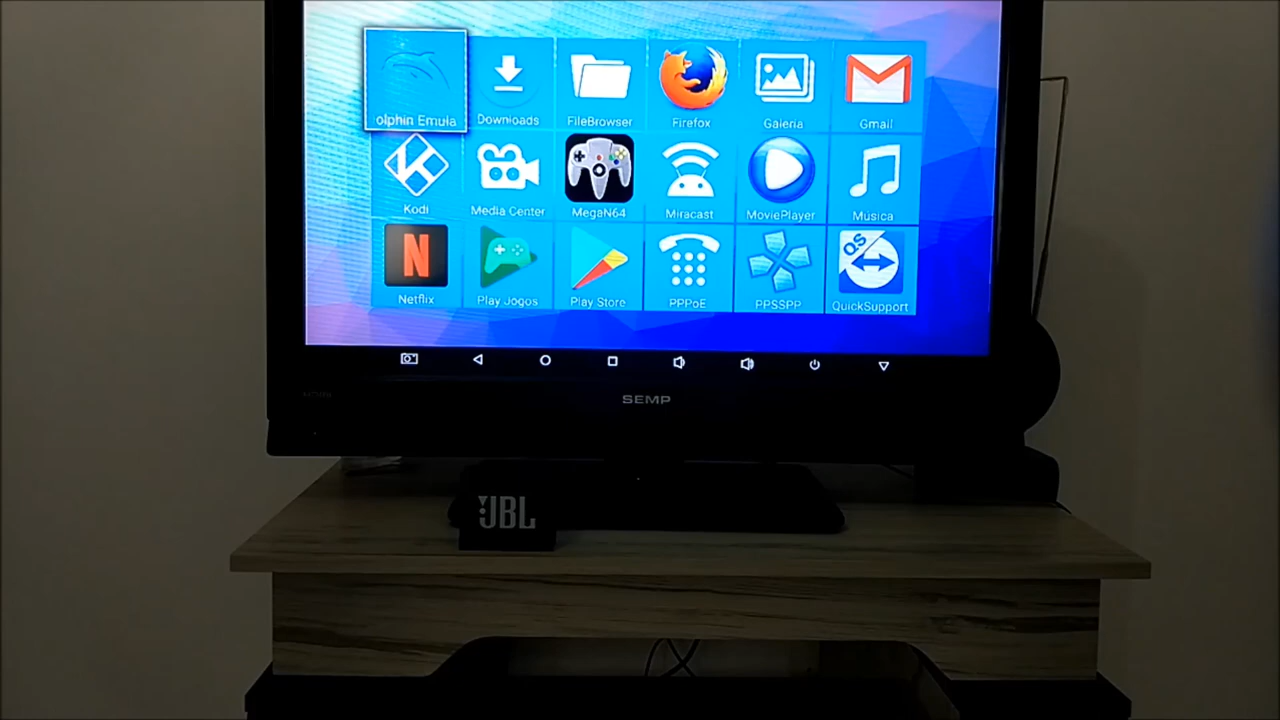 olphin Emula
Downloads
FileBrowser
Firefox
Galeria
Gmail
Kodi
Media Center
MegaN64
Miracast
MoviePlayer
Música
N
Netflix
Play Jogos
Play Store
PPPoE
PPSSPP
QS
QuickSupport
SEMP
JBL